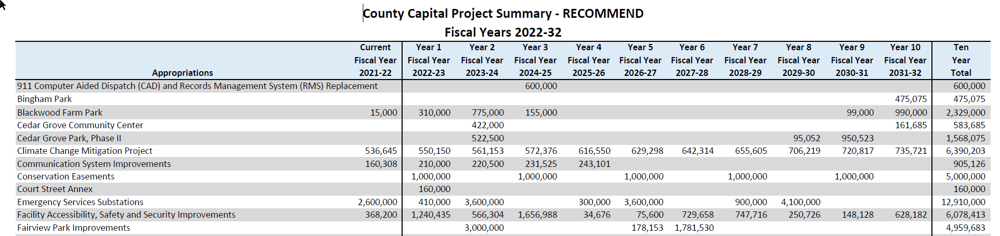 County Capital Project Summary - RECOMMEND
Fiscal Years 2022-32
Current Year 1 Year 2 Year 3 Year 4 Year 5 Year 6 Year 7 Year 8 Year 9 Year 10 Ten
Fiscal Year Fiscal Year Fiscal Year Fiscal Year Fiscal Year Fiscal Year Fiscal Year Fiscal Year Fiscal Year Fiscal Year Fiscal Year Year
Appropriations 2021-22 2022-23 2023-24 2024-25 2025-26 2026-27 2027-28 2028-29 2029-30 2030-31 2031-32 Total
911 Computer Aided Dispatch (CAD) and Records Management System (RMS) Replacement 600,000 600,000
Bingham Park 475,075 475,075
Blackwood Farm Park 15,000 310,000 775,000 155,000 99,000 990,000 2,329,000
Cedar Grove Community Center 422,000 161,685 583,685
Cedar Grove Park, Phase II 522,500 95,052 950,523 1,568,075
Climate Change Mitigation Project 536,645 550,150 561,153 572,376 616,550 629,298 642,314 655,605 706,219 720,817 735,721 6,390,203
Communication System Improvements 160,308 210,000 220,500 231,525 243,101 905,126
Conservation Easements 1,000,000 1,000,000 1,000,000 1,000,000 1,000,000 5,000,000
Court Street Annex 160,000 160,000
Emergency Services Substations 2,600,000 410,000 3,600,000 300,000 3,600,000 900,000 4,100,000 12,910,000
Facility Accessibility, Safety and Security Improvements 368,200 1,240,435 566,304 1,656,988 34,676 75,600 729,658 747,716 250,726 148,128 628,182 6,078,413
Fairview Park Improvements 3,000,000 178,153 1,781,530 4,959,683